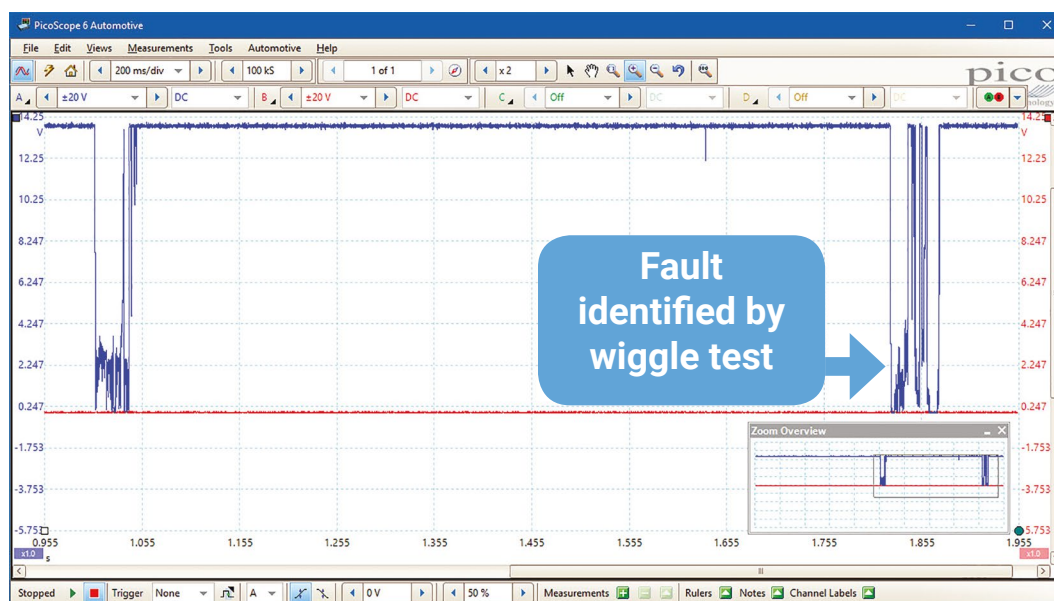 PicoScope 6 Automotive
File Edit Views Measurements Tools Automotive Help
200 ms/div 100 kS 1 of 1 x 2
pico
A ±20 V DC B ±20 V DC C Off DC D Off DC
nology
14.25 14.25
V V
12.25 12.25
10.25 10.25
8.247 8.247
6.247 6.247
4.247 4.247
2.247 2.247
0.247 0.247
-1.753 -1.753
-3.753 -3.753
-5.753 -5.753
Fault
identified by
wiggle test
Zoom Overview
0.955 1.055 1.155 1.255 1.355 1.455 1.555 1.655 1.755 1.855 1.955
x1.0 s x1.0
Stopped Trigger None A 0 V 50 % Measurements Rulers Notes Channel Labels